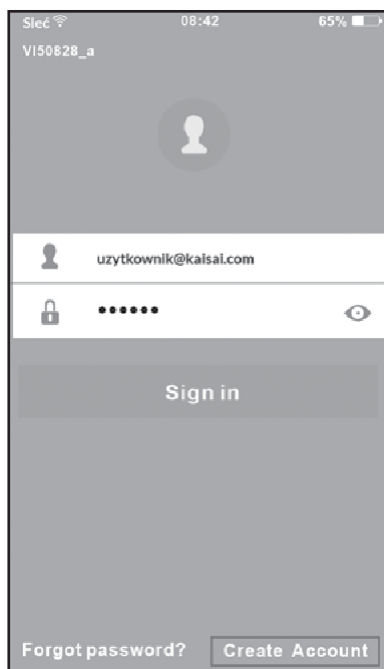 Sieć 08:42 65%
VI50828_a
uzytkownik@kaisai.com
••••••
Sign in
Forgot password? Create Account